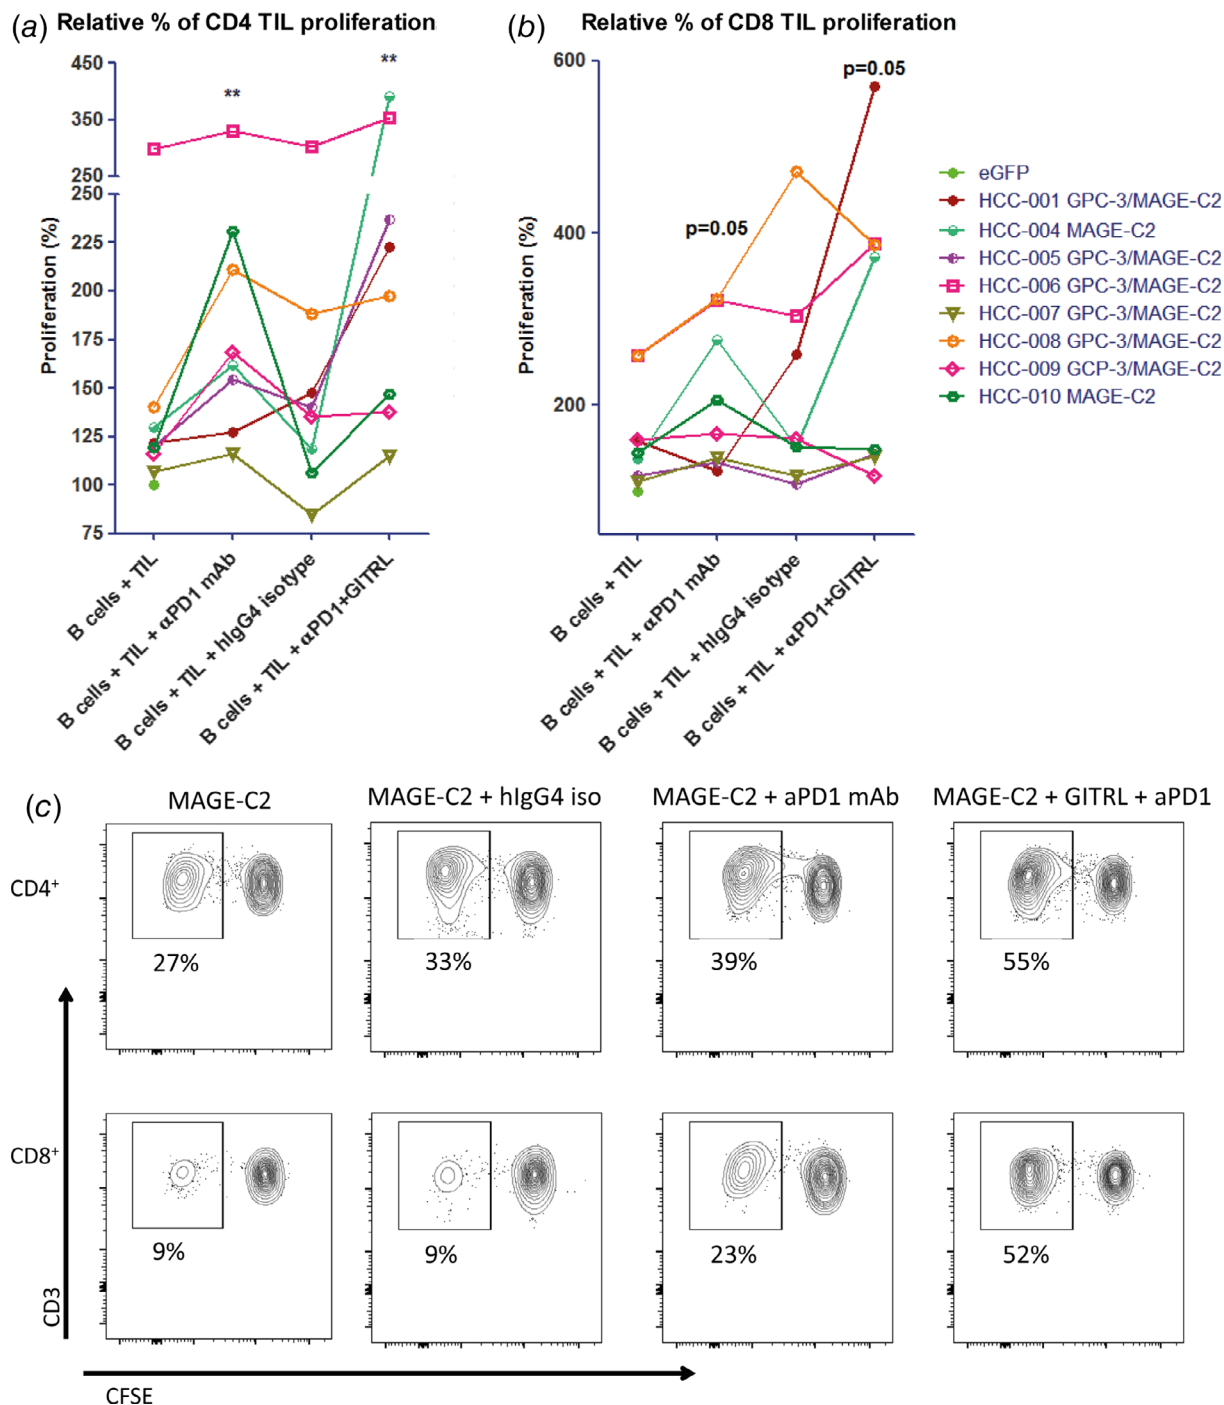 (a) Relative % of CD4 TIL proliferation
450
350
250
250
225
200
175
150
125
100
75
Proliferation (%)
**
**
B cells + TIL
B cells + TIL + αPD1 mAb
B cells + TIL + hIgG4 isotype
B cells + TIL + αPD1+GITRL
(b) Relative % of CD8 TIL proliferation
600
400
200
Proliferation (%)
p=0.05
p=0.05
B cells + TIL
B cells + TIL + αPD1 mAb
B cells + TIL + hIgG4 isotype
B cells + TIL + αPD1+GITRL
eGFP
HCC-001 GPC-3/MAGE-C2
HCC-004 MAGE-C2
HCC-005 GPC-3/MAGE-C2
HCC-006 GPC-3/MAGE-C2
HCC-007 GPC-3/MAGE-C2
HCC-008 GPC-3/MAGE-C2
HCC-009 GCP-3/MAGE-C2
HCC-010 MAGE-C2
(c)
MAGE-C2
MAGE-C2 + hIgG4 iso
MAGE-C2 + aPD1 mAb
MAGE-C2 + GITRL + aPD1
CD4+
27%
33%
39%
55%
CD8+
9%
9%
23%
52%
CD3
CFSE